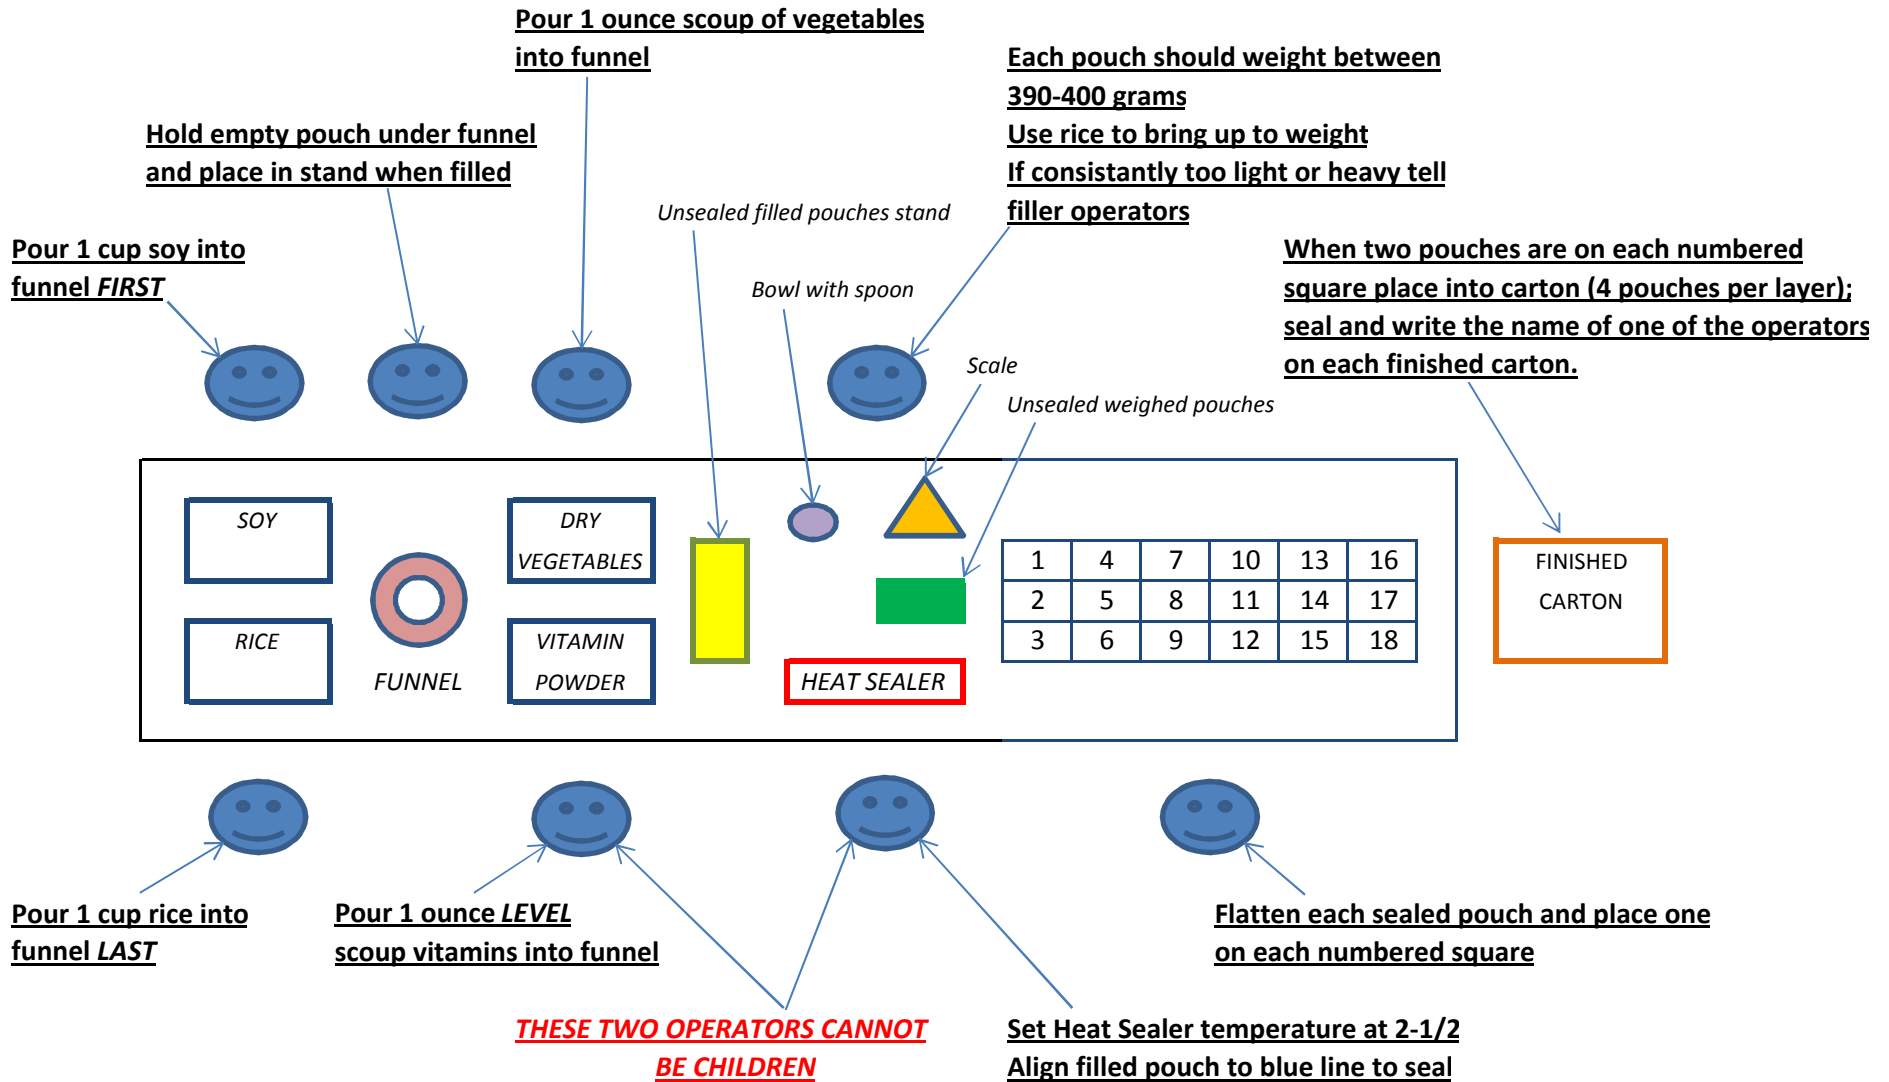 Pour 1 ounce scoup of vegetables
into funnel
Each pouch should weight between
390-400 grams
Use rice to bring up to weight
If consistantly too light or heavy tell
filler operators
Hold empty pouch under funnel
and place in stand when filled
Unsealed filled pouches stand
Pour 1 cup soy into
funnel FIRST
Bowl with spoon
When two pouches are on each numbered
square place into carton (4 pouches per layer);
seal and write the name of one of the operators
on each finished carton.
Scale
Unsealed weighed pouches
SOY
DRY
VEGETABLES
RICE
FUNNEL
VITAMIN
POWDER
HEAT SEALER
1 4 7 10 13 16
2 5 8 11 14 17
3 6 9 12 15 18
FINISHED
CARTON
Pour 1 cup rice into
funnel LAST
Pour 1 ounce LEVEL
scoup vitamins into funnel
Flatten each sealed pouch and place one
on each numbered square
THESE TWO OPERATORS CANNOT
BE CHILDREN
Set Heat Sealer temperature at 2-1/2
Align filled pouch to blue line to seal